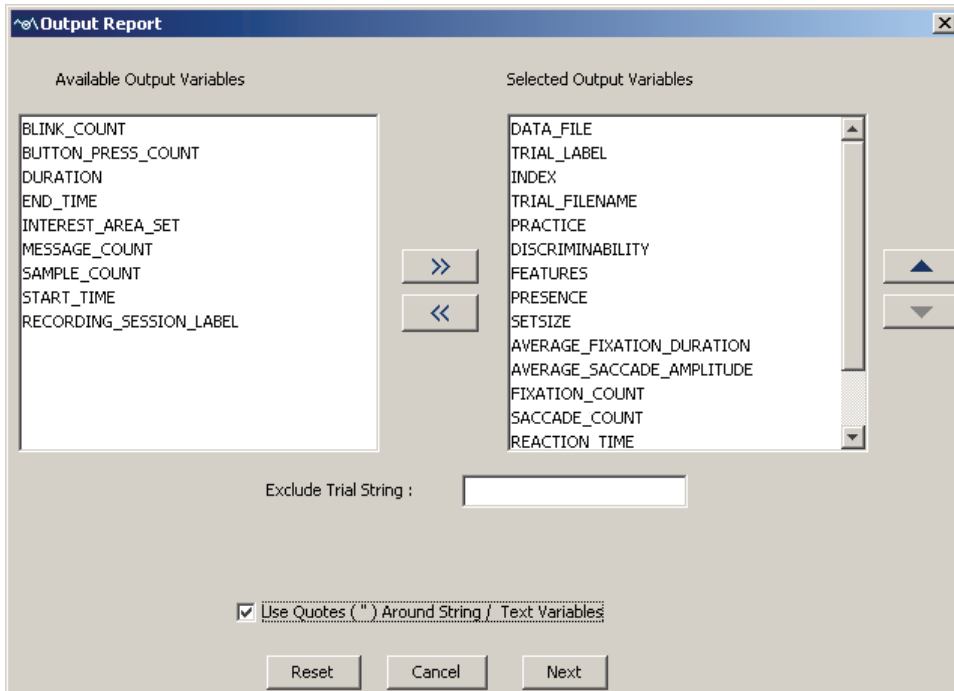 Output Report
Available Output Variables
BLINK_COUNT
BUTTON_PRESS_COUNT
DURATION
END_TIME
INTEREST_AREA_SET
MESSAGE_COUNT
SAMPLE_COUNT
START_TIME
RECORDING_SESSION_LABEL
>>
<<
Selected Output Variables
DATA_FILE
TRIAL_LABEL
INDEX
TRIAL_FILENAME
PRACTICE
DISCRIMINABILITY
FEATURES
PRESENCE
SETSIZE
AVERAGE_FIXATION_DURATION
AVERAGE_SACCADE_AMPLITUDE
FIXATION_COUNT
SACCADE_COUNT
REACTION_TIME
Exclude Trial String :
Use Quotes ( " ) Around String / Text Variables
Reset Cancel Next